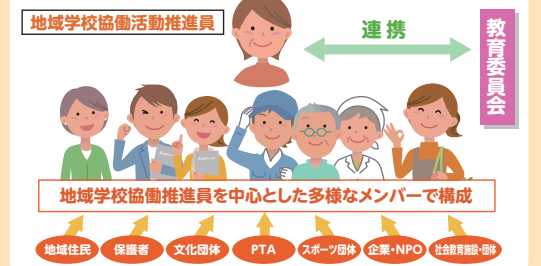 地域学校協働活動推進員
連携
教育委員会
地域学校協働推進員を中心とした多様なメンバーで構成
地域住民
保護者
文化団体
PTA
スポーツ団体
企業・NPO
社会教育施設・団体